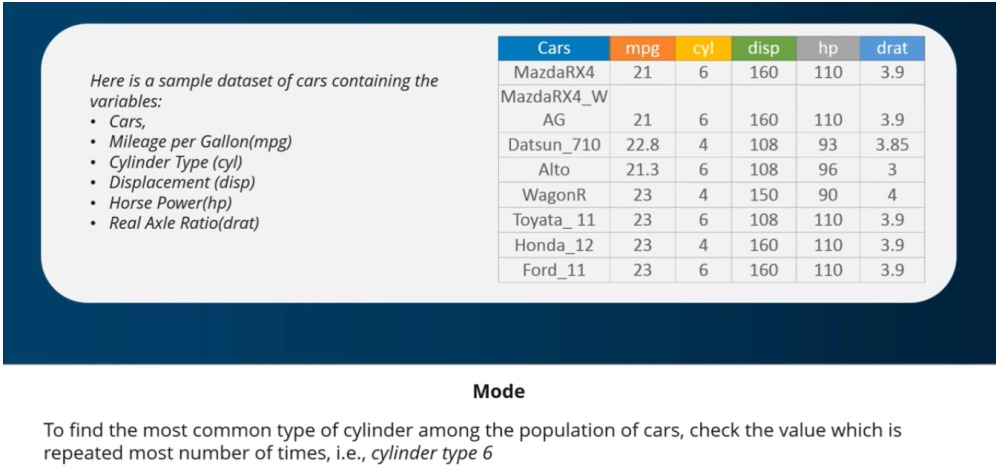 Here is a sample dataset of cars containing the
variables:
• Cars,
• Mileage per Gallon(mpg)
• Cylinder Type (cyl)
• Displacement (disp)
• Horse Power(hp)
• Real Axle Ratio(drat)
Cars mpg cyl disp hp drat
MazdaRX4 21 6 160 110 3.9
MazdaRX4_W
AG 21 6 160 110 3.9
Datsun_710 22.8 4 108 93 3.85
Alto 21.3 6 108 96 3
WagonR 23 4 150 90 4
Toyata_ 11 23 6 108 110 3.9
Honda_12 23 4 160 110 3.9
Ford_11 23 6 160 110 3.9
Mode
To find the most common type of cylinder among the population of cars, check the value which is
repeated most number of times, i.e., cylinder type 6